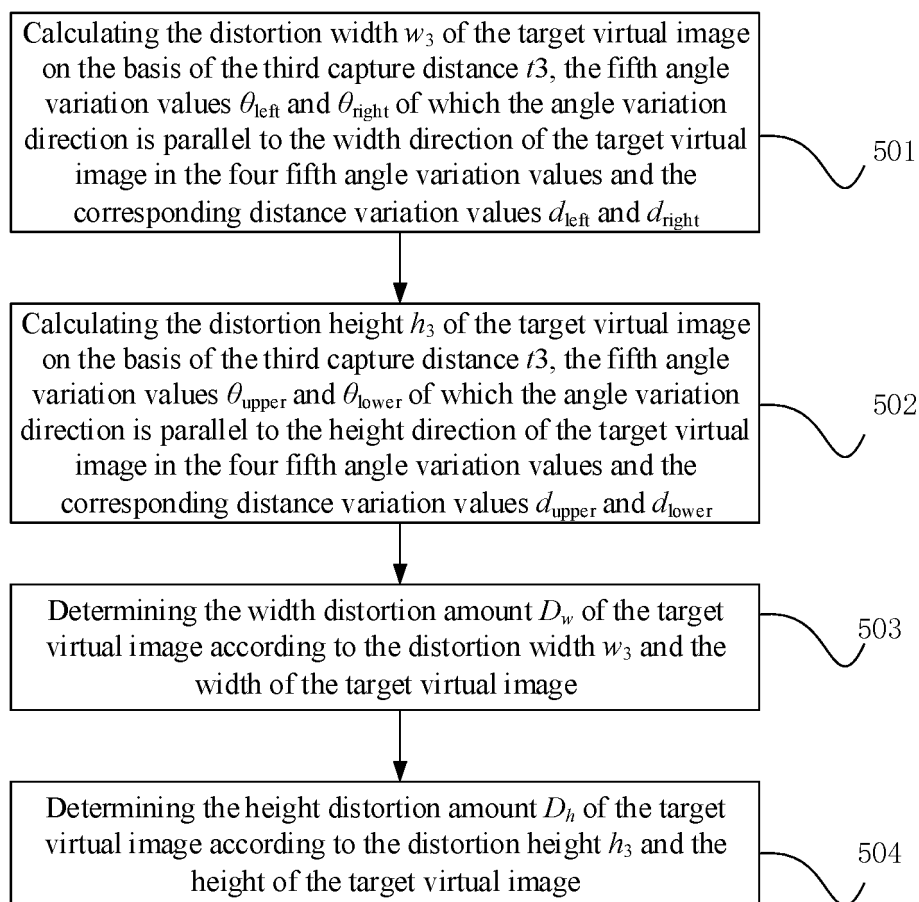 Calculating the distortion width w₃ of the target virtual image
on the basis of the third capture distance t3, the fifth angle
variation values θleft and θright of which the angle variation
direction is parallel to the width direction of the target virtual
image in the four fifth angle variation values and the
corresponding distance variation values dleft and dright
501
Calculating the distortion height h₃ of the target virtual image
on the basis of the third capture distance t3, the fifth angle
variation values θupper and θlower of which the angle variation
direction is parallel to the height direction of the target virtual
image in the four fifth angle variation values and the
corresponding distance variation values dupper and dlower
502
Determining the width distortion amount Dw of the target
virtual image according to the distortion width w₃ and the
width of the target virtual image
503
Determining the height distortion amount Dh of the target
virtual image according to the distortion height h₃ and the
height of the target virtual image
504